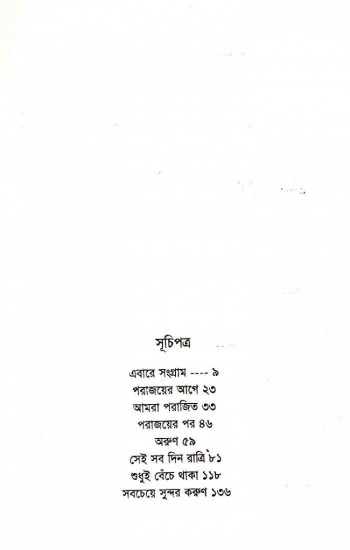 সূচিপত্র
এবারে সংগ্রাম ---- ৯
পরাজয়ের আগে ২৩
আমরা পরাজিত ৩৩
পরাজয়ের পর ৪৬
অরুণ ৫৯
সেই সব দিন রাত্রি ৮১
শুধুই বেঁচে থাকা ১১৮
সবচেয়ে সুন্দর করুণ ১৩৬